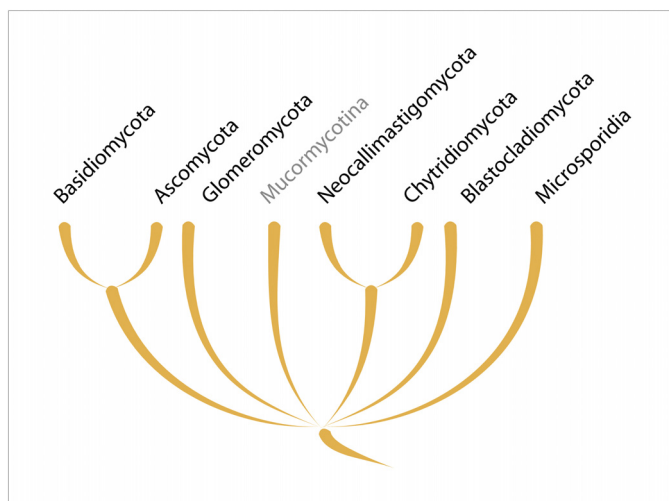 Basidiomycota
Ascomycota
Glomeromycota
Mucormycotina
Neocallimastigomycota
Chytridiomycota
Blastocladiomycota
Microsporidia